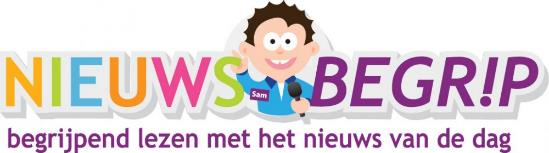 NIEUWS BEGR!P
Sam
begrijpend lezen met het nieuws van de dag